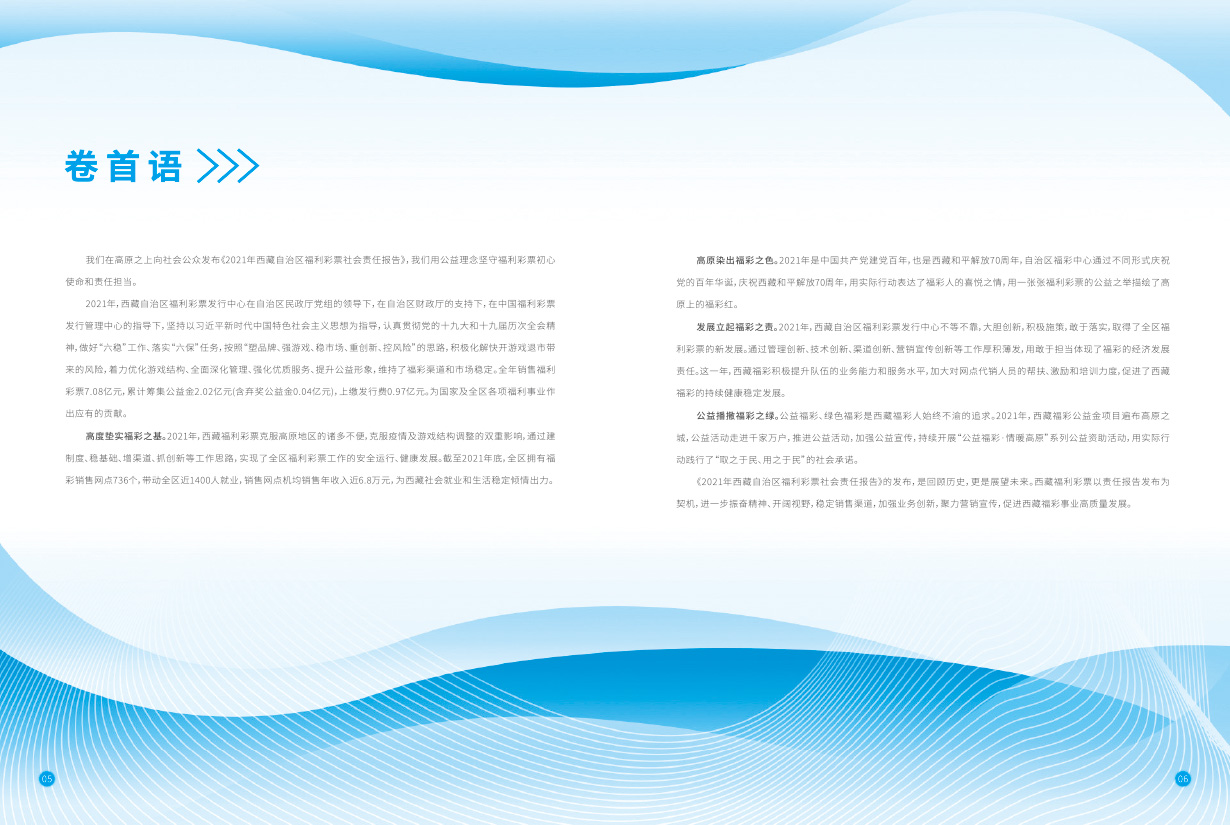 卷首语
我们在高原之上向社会公众发布《2021年西藏自治区福利彩票社会责任报告》，我们用公益理念坚守福利彩票初心
使命和责任担当。
2021年，西藏自治区福利彩票发行中心在自治区民政厅党组的领导下，在自治区财政厅的支持下，在中国福利彩票
发行管理中心的指导下，坚持以习近平新时代中国特色社会主义思想为指导，认真贯彻党的十九大和十九届历次全会精
神，做好“六稳”工作、落实“六保”任务，按照“塑品牌、强游戏、稳市场、重创新、控风险”的思路，积极化解快开游戏退市带
来的风险，着力优化游戏结构、全面深化管理、强化优质服务、提升公益形象，维持了福彩渠道和市场稳定。全年销售福利
彩票7.08亿元，累计筹集公益金2.02亿元(含弃奖公益金0.04亿元)，上缴发行费0.97亿元。为国家及全区各项福利事业作
出应有的贡献。
高度垫实福彩之基。2021年，西藏福利彩票克服高原地区的诸多不便，克服疫情及游戏结构调整的双重影响，通过建
制度、稳基础、增渠道、抓创新等工作思路，实现了全区福利彩票工作的安全运行、健康发展。截至2021年底，全区拥有福
彩销售网点736个，带动全区近1400人就业，销售网点机均销售年收入近6.8万元，为西藏社会就业和生活稳定倾情出力。
高原染出福彩之色。2021年是中国共产党建党百年，也是西藏和平解放70周年，自治区福彩中心通过不同形式庆祝
党的百年华诞，庆祝西藏和平解放70周年，用实际行动表达了福彩人的喜悦之情，用一张张福利彩票的公益之举描绘了高
原上的福彩红。
发展立起福彩之责。2021年，西藏自治区福利彩票发行中心不等不靠，大胆创新，积极施策，敢于落实，取得了全区福
利彩票的新发展。通过管理创新、技术创新、渠道创新、营销宣传创新等工作厚积薄发，用敢于担当体现了福彩的经济发展
责任。这一年，西藏福彩积极提升队伍的业务能力和服务水平，加大对网点代销人员的帮扶、激励和培训力度，促进了西藏
福彩的持续健康稳定发展。
公益播撒福彩之绿。公益福彩、绿色福彩是西藏福彩人始终不渝的追求。2021年，西藏福彩公益金项目遍布高原之
城，公益活动走进千家万户，推进公益活动，加强公益宣传，持续开展“公益福彩·情暖高原”系列公益资助活动，用实际行
动践行了“取之于民、用之于民”的社会承诺。
《2021年西藏自治区福利彩票社会责任报告》的发布，是回顾历史，更是展望未来。西藏福利彩票以责任报告发布为
契机，进一步振奋精神、开阔视野，稳定销售渠道，加强业务创新，聚力营销宣传，促进西藏福彩事业高质量发展。
05
06